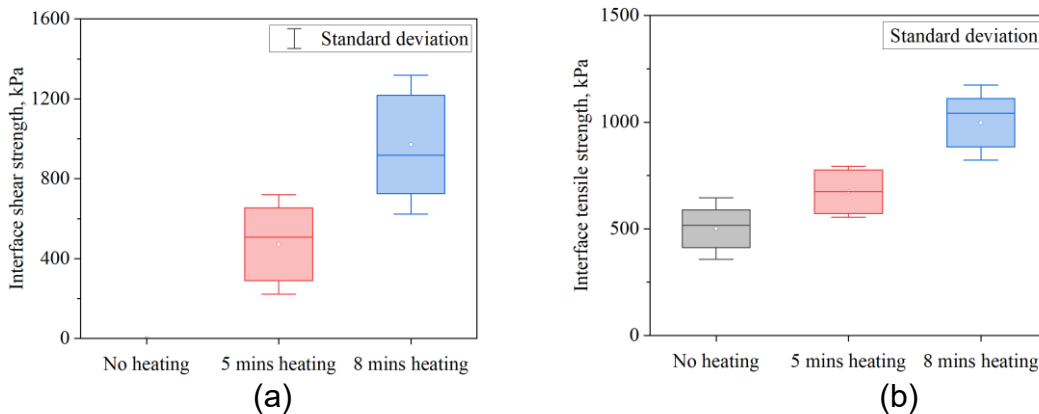 1600
1200
800
400
0
Interface shear strength, kPa
Standard deviation
No heating 5 mins heating 8 mins heating
(a)
1500
1000
500
0
Interface tensile strength, kPa
Standard deviation
No heating 5 mins heating 8 mins heating
(b)